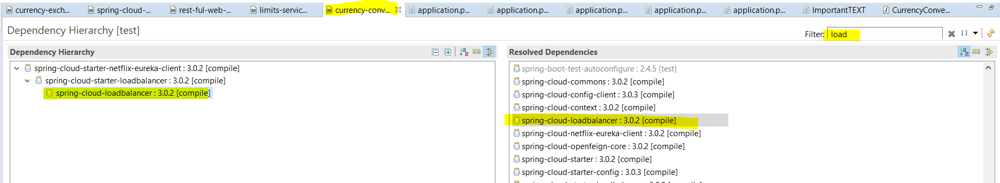 currency-exch... spring-cloud-... rest-ful-web-... limits-servic... currency-conv... application.p... application.p... application.p... application.p... application.p... ImportantTEXT CurrencyConve...
Dependency Hierarchy [test]
Filter: load
Dependency Hierarchy
spring-cloud-starter-netflix-eureka-client : 3.0.2 [compile]
spring-cloud-starter-loadbalancer : 3.0.2 [compile]
spring-cloud-loadbalancer : 3.0.2 [compile]
Resolved Dependencies
spring-boot-test-autoconfigure : 2.4.5 [test]
spring-cloud-commons : 3.0.2 [compile]
spring-cloud-config-client : 3.0.3 [compile]
spring-cloud-context : 3.0.2 [compile]
spring-cloud-loadbalancer : 3.0.2 [compile]
spring-cloud-netflix-eureka-client : 3.0.2 [compile]
spring-cloud-openfeign-core : 3.0.2 [compile]
spring-cloud-starter : 3.0.2 [compile]
spring-cloud-starter-config : 3.0.3 [compile]